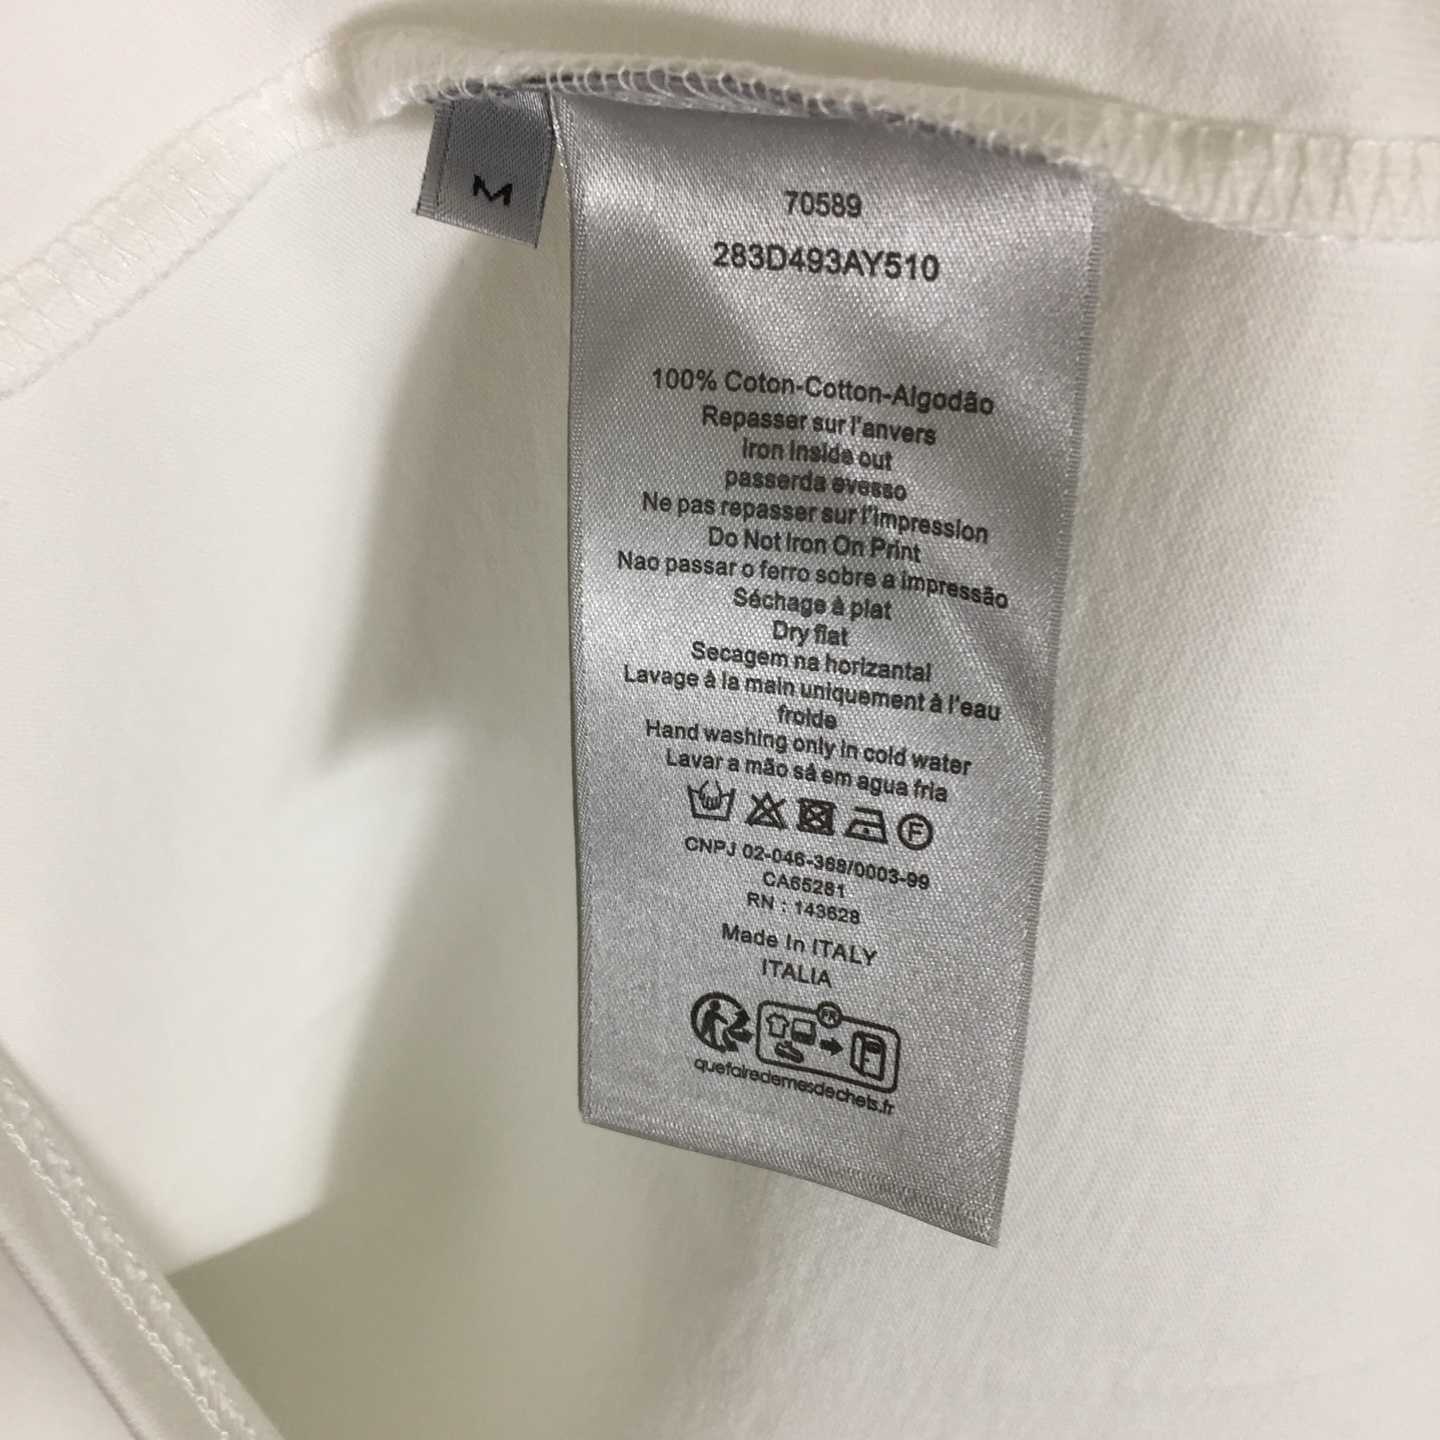 M
70589
283D493AY510
100% Coton-Cotton-Algodão
Repasser sur l'anvers
Iron Inside out
passerda evesso
Ne pas repasser sur l'impression
Do Not Iron On Print
Nao passar o ferro sobre a impressão
Séchage à plat
Dry flat
Secagem na horizantal
Lavage à la main uniquement à l'eau
froide
Hand washing only in cold water
Lavar a mão sá em agua fria
F
CNPJ 02-046-368/0003-99
CA65281
RN : 143628
Made In ITALY
ITALIA
FR
quefairedemesdechets.fr